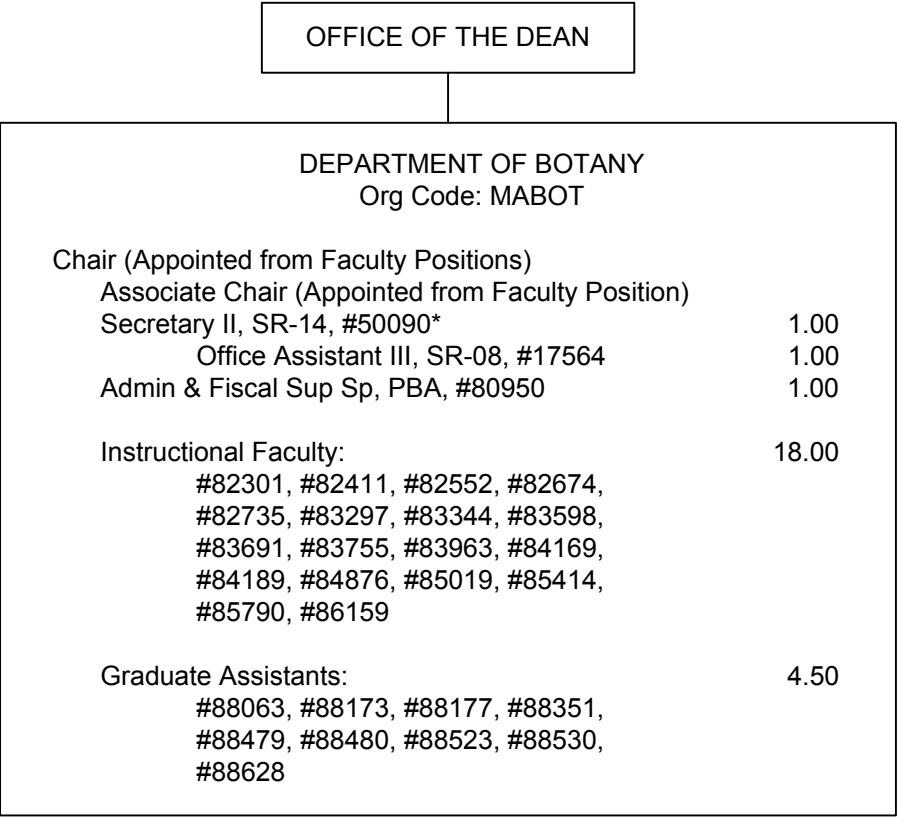 OFFICE OF THE DEAN
DEPARTMENT OF BOTANY
Org Code: MABOT
Chair (Appointed from Faculty Positions)
Associate Chair (Appointed from Faculty Position)
Secretary II, SR-14, #50090* 1.00
Office Assistant III, SR-08, #17564 1.00
Admin & Fiscal Sup Sp, PBA, #80950 1.00
Instructional Faculty: 18.00
#82301, #82411, #82552, #82674,
#82735, #83297, #83344, #83598,
#83691, #83755, #83963, #84169,
#84189, #84876, #85019, #85414,
#85790, #86159
Graduate Assistants: 4.50
#88063, #88173, #88177, #88351,
#88479, #88480, #88523, #88530,
#88628